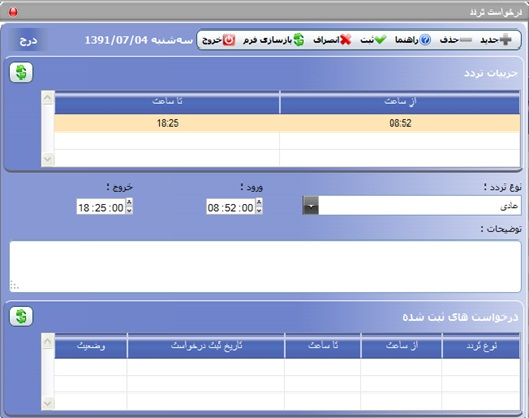 درخواست تردد
جدید حذف راهنما ثبت انصراف بازسازی فرم خروج سه‌شنبه 1391/07/04 درج
جزییات تردد
از ساعت تا ساعت
08:52 18:25
نوع تردد : ورود : خروج :
عادی 08:52:00 18:25:00
توضیحات :
درخواست های ثبت شده
نوع تردد از ساعت تا ساعت تاریخ ثبت درخواست وضعیت